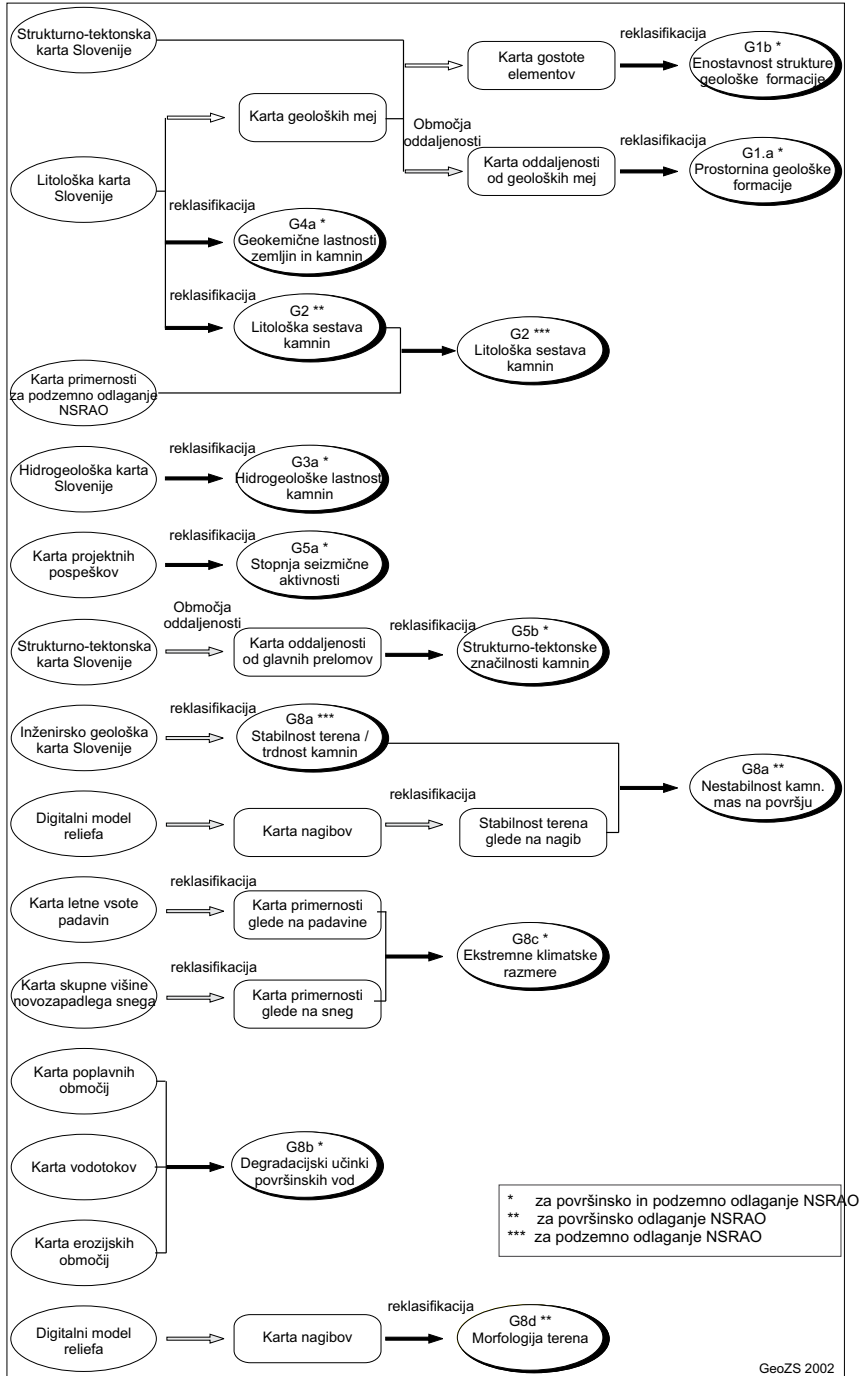 Strukturno-tektonska
karta Slovenije
reklasifikacija
Karta gostote
elementov
G1b *
Enostavnost strukture
geološke formacije
Karta geoloških mej
Območja
oddaljenosti
reklasifikacija
Karta oddaljenosti
od geoloških mej
G1.a *
Prostornina geološke
formacije
Litološka karta
Slovenije
reklasifikacija
G4a *
Geokemične lastnosti
zemljin in kamnin
reklasifikacija
G2 **
Litološka sestava
kamnin
G2 ***
Litološka sestava
kamnin
Karta primernosti
za podzemno odlaganje
NSRAO
Hidrogeološka karta
Slovenije
reklasifikacija
G3a *
Hidrogeološke lastnost
kamnin
Karta projektnih
pospeškov
reklasifikacija
G5a *
Stopnja seizmične
aktivnosti
Strukturno-tektonska
karta Slovenije
Območja
oddaljenosti
Karta oddaljenosti
od glavnih prelomov
reklasifikacija
G5b *
Strukturno-tektonske
značilnosti kamnin
Inženirsko geološka
karta Slovenije
reklasifikacija
G8a ***
Stabilnost terena /
trdnost kamnin
G8a **
Nestabilnost kamn.
mas na površju
Digitalni model
reliefa
Karta nagibov
reklasifikacija
Stabilnost terena
glede na nagib
Karta letne vsote
padavin
reklasifikacija
Karta primernosti
glede na padavine
G8c *
Ekstremne klimatske
razmere
Karta skupne višine
novozapadlega snega
reklasifikacija
Karta primernosti
glede na sneg
Karta poplavnih
območij
Karta vodotokov
G8b *
Degradacijski učinki
površinskih vod
Karta erozijskih
območij
* za površinsko in podzemno odlaganje NSRAO
** za površinsko odlaganje NSRAO
*** za podzemno odlaganje NSRAO
Digitalni model
reliefa
Karta nagibov
reklasifikacija
G8d **
Morfologija terena
GeoZS 2002